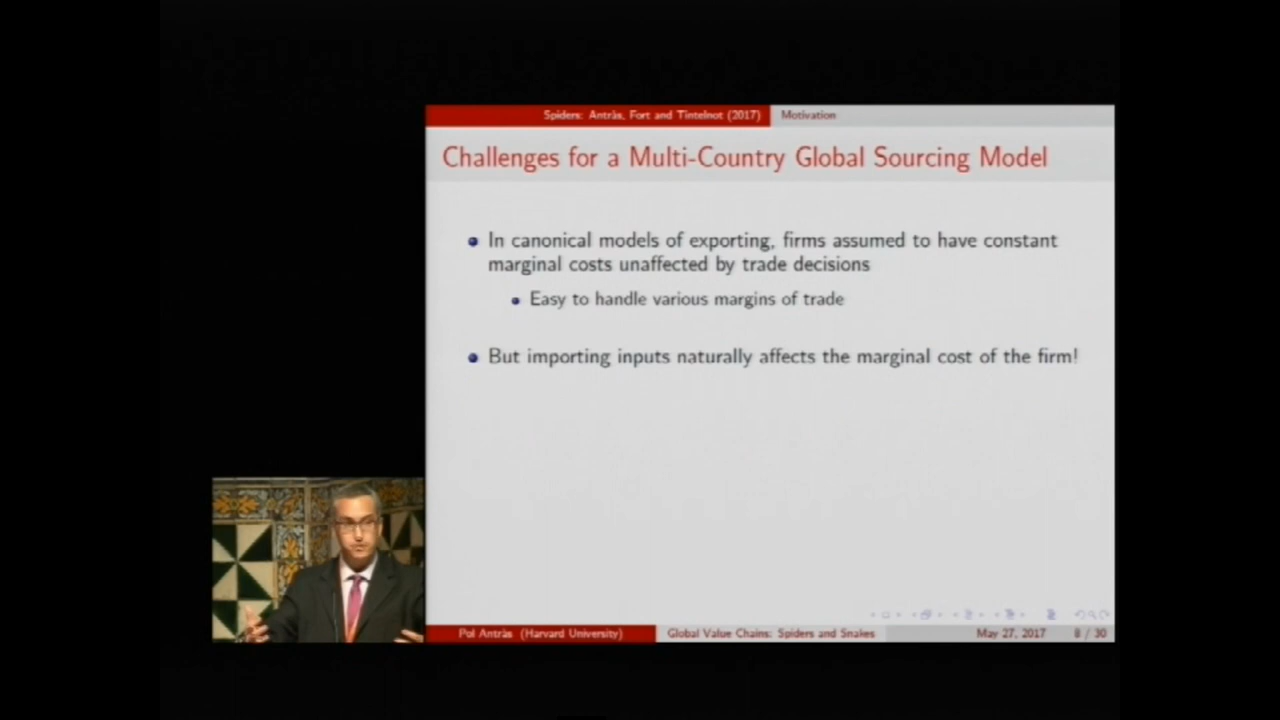 Spiders: Antràs, Fort and Tintelnot (2017) Motivation
Challenges for a Multi-Country Global Sourcing Model
In canonical models of exporting, firms assumed to have constant
marginal costs unaffected by trade decisions
Easy to handle various margins of trade
But importing inputs naturally affects the marginal cost of the firm!
Pol Antràs (Harvard University) Global Value Chains: Spiders and Snakes May 27, 2017 8 / 30